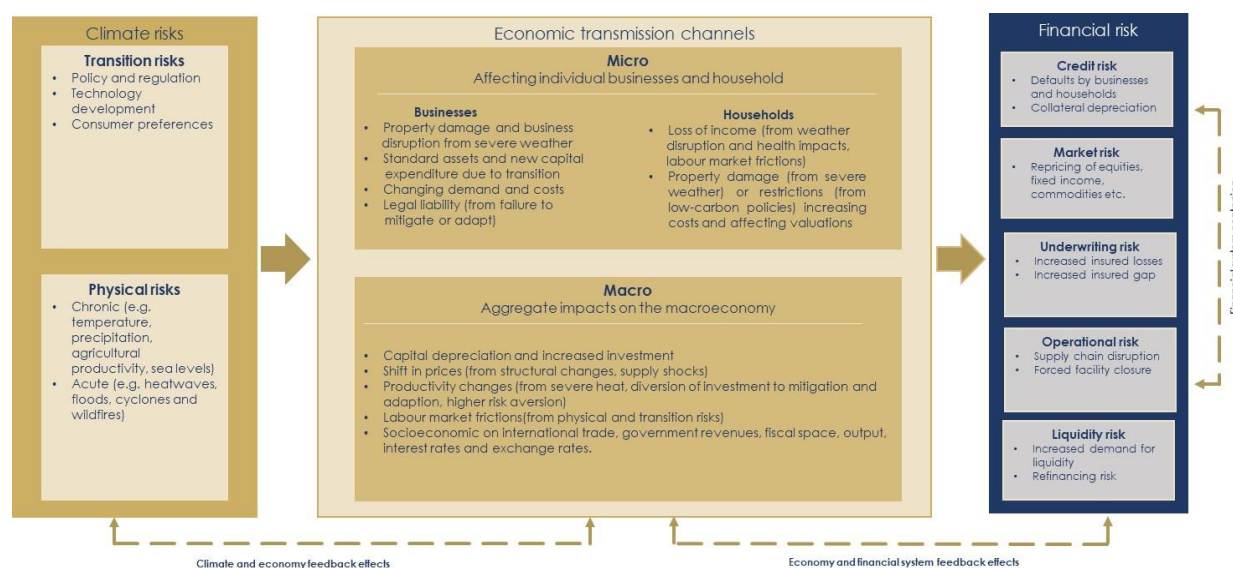 Climate risks
Transition risks
• Policy and regulation
• Technology
development
• Consumer preferences
Physical risks
• Chronic (e.g.
temperature,
precipitation,
agricultural
productivity, sea levels)
• Acute (e.g. heatwaves,
floods, cyclones and
wildfires)
Economic transmission channels
Micro
Affecting individual businesses and household
Businesses
• Property damage and business
disruption from severe weather
• Standard assets and new capital
expenditure due to transition
• Changing demand and costs
• Legal liability (from failure to
mitigate or adapt)
Households
• Loss of income (from weather
disruption and health impacts,
labour market frictions)
• Property damage (from severe
weather) or restrictions (from
low-carbon policies) increasing
costs and affecting valuations
Macro
Aggregate impacts on the macroeconomy
• Capital depreciation and increased investment
• Shift in prices (from structural changes, supply shocks)
• Productivity changes (from severe heat, diversion of investment to mitigation and
adaption, higher risk aversion)
• Labour market frictions(from physical and transition risks)
• Socioeconomic on international trade, government revenues, fiscal space, output,
interest rates and exchange rates.
Financial risk
Credit risk
• Defaults by businesses
and households
• Collateral depreciation
Market risk
• Repricing of equities,
fixed income,
commodities etc.
Underwriting risk
• Increased insured losses
• Increased insured gap
Operational risk
• Supply chain disruption
• Forced facility closure
Liquidity risk
• Increased demand for
liquidity
• Refinancing risk
Climate and economy feedback effects
Economy and financial system feedback effects